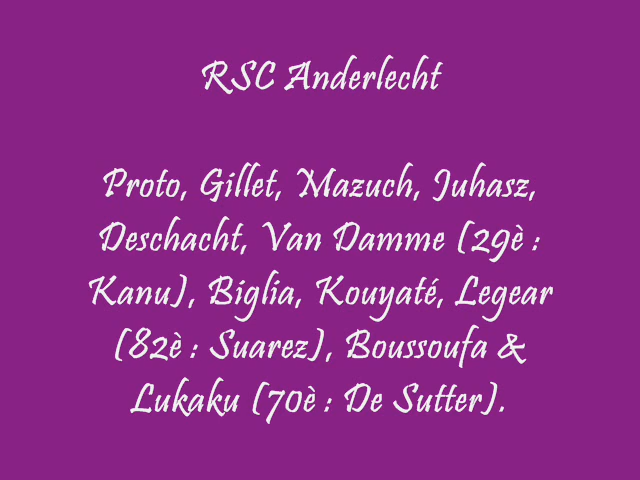 RSC Anderlecht
Proto, Gillet, Mazuch, Juhasz,
Deschacht, Van Damme (29è :
Kanu), Biglia, Kouyaté, Legear
(82è : Suarez), Boussoufa &
Lukaku (70è : De Sutter).